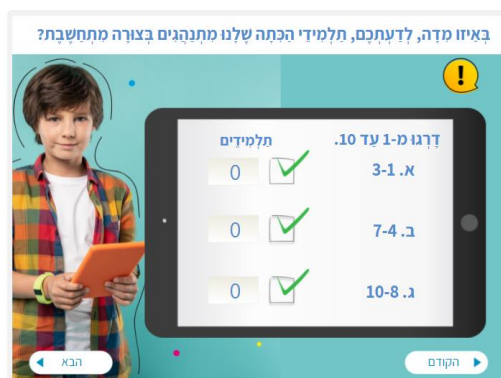 בְּאֵיזוֹ מִדָּה, לְדַעְתְּכֶם, תַּלְמִידֵי הַכִּתָּה שֶׁלָּנוּ מִתְנַהֲגִים בְּצוּרָה מִתְחַשֶּׁבֶת?
!
דָּרְגוּ מ-1 עַד 10.
תַּלְמִידִים
א. 3-1
0
ב. 7-4
0
ג. 10-8
0
הקודם
הבא